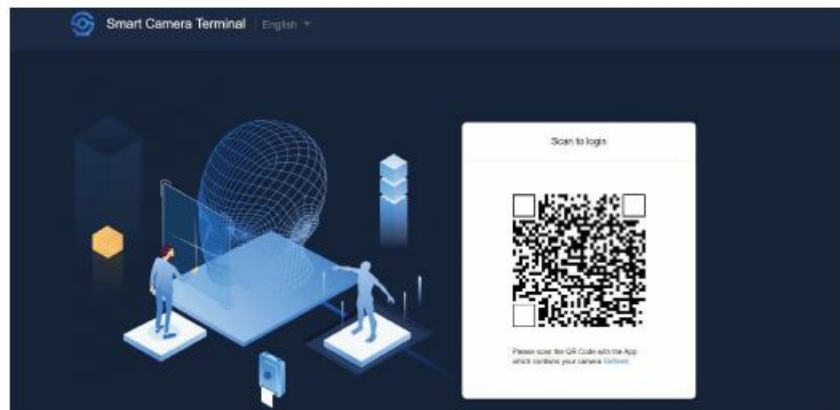 Smart Camera Terminal English
Scan to login
Please scan the QR Code with the App
which contains your camera Refresh